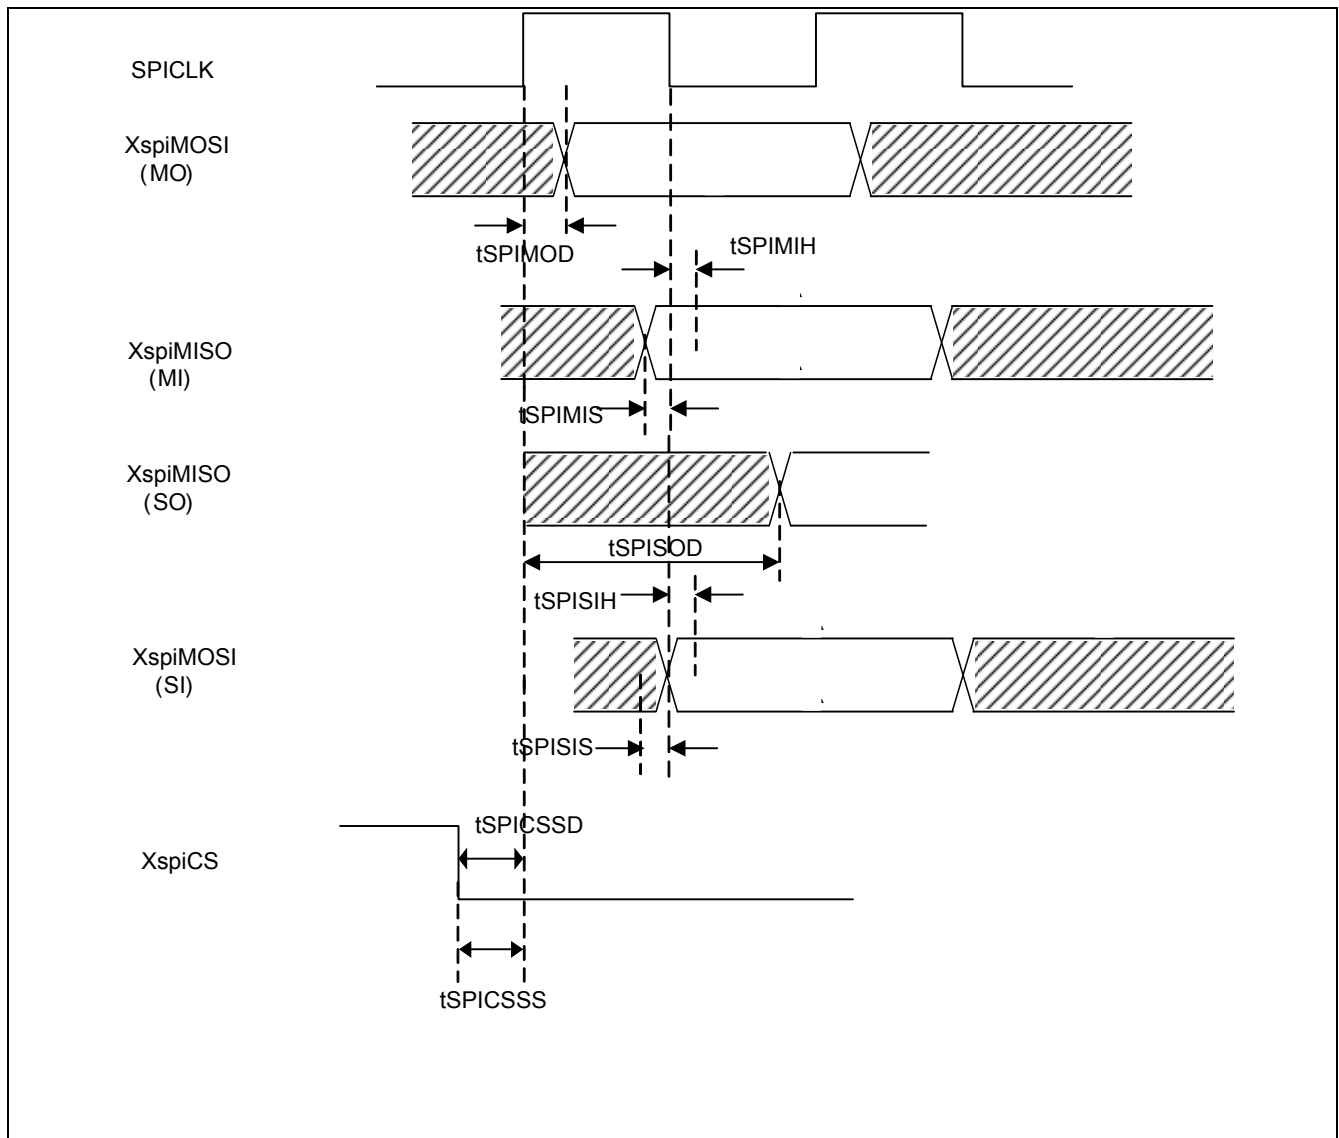 SPICLK
XspiMOSI
(MO)
tSPIMOD
tSPIMIH
XspiMISO
(MI)
tSPIMIS
XspiMISO
(SO)
tSPISOD
tSPISIH
XspiMOSI
(SI)
tSPISIS
tSPICSSD
XspiCS
tSPICSSS